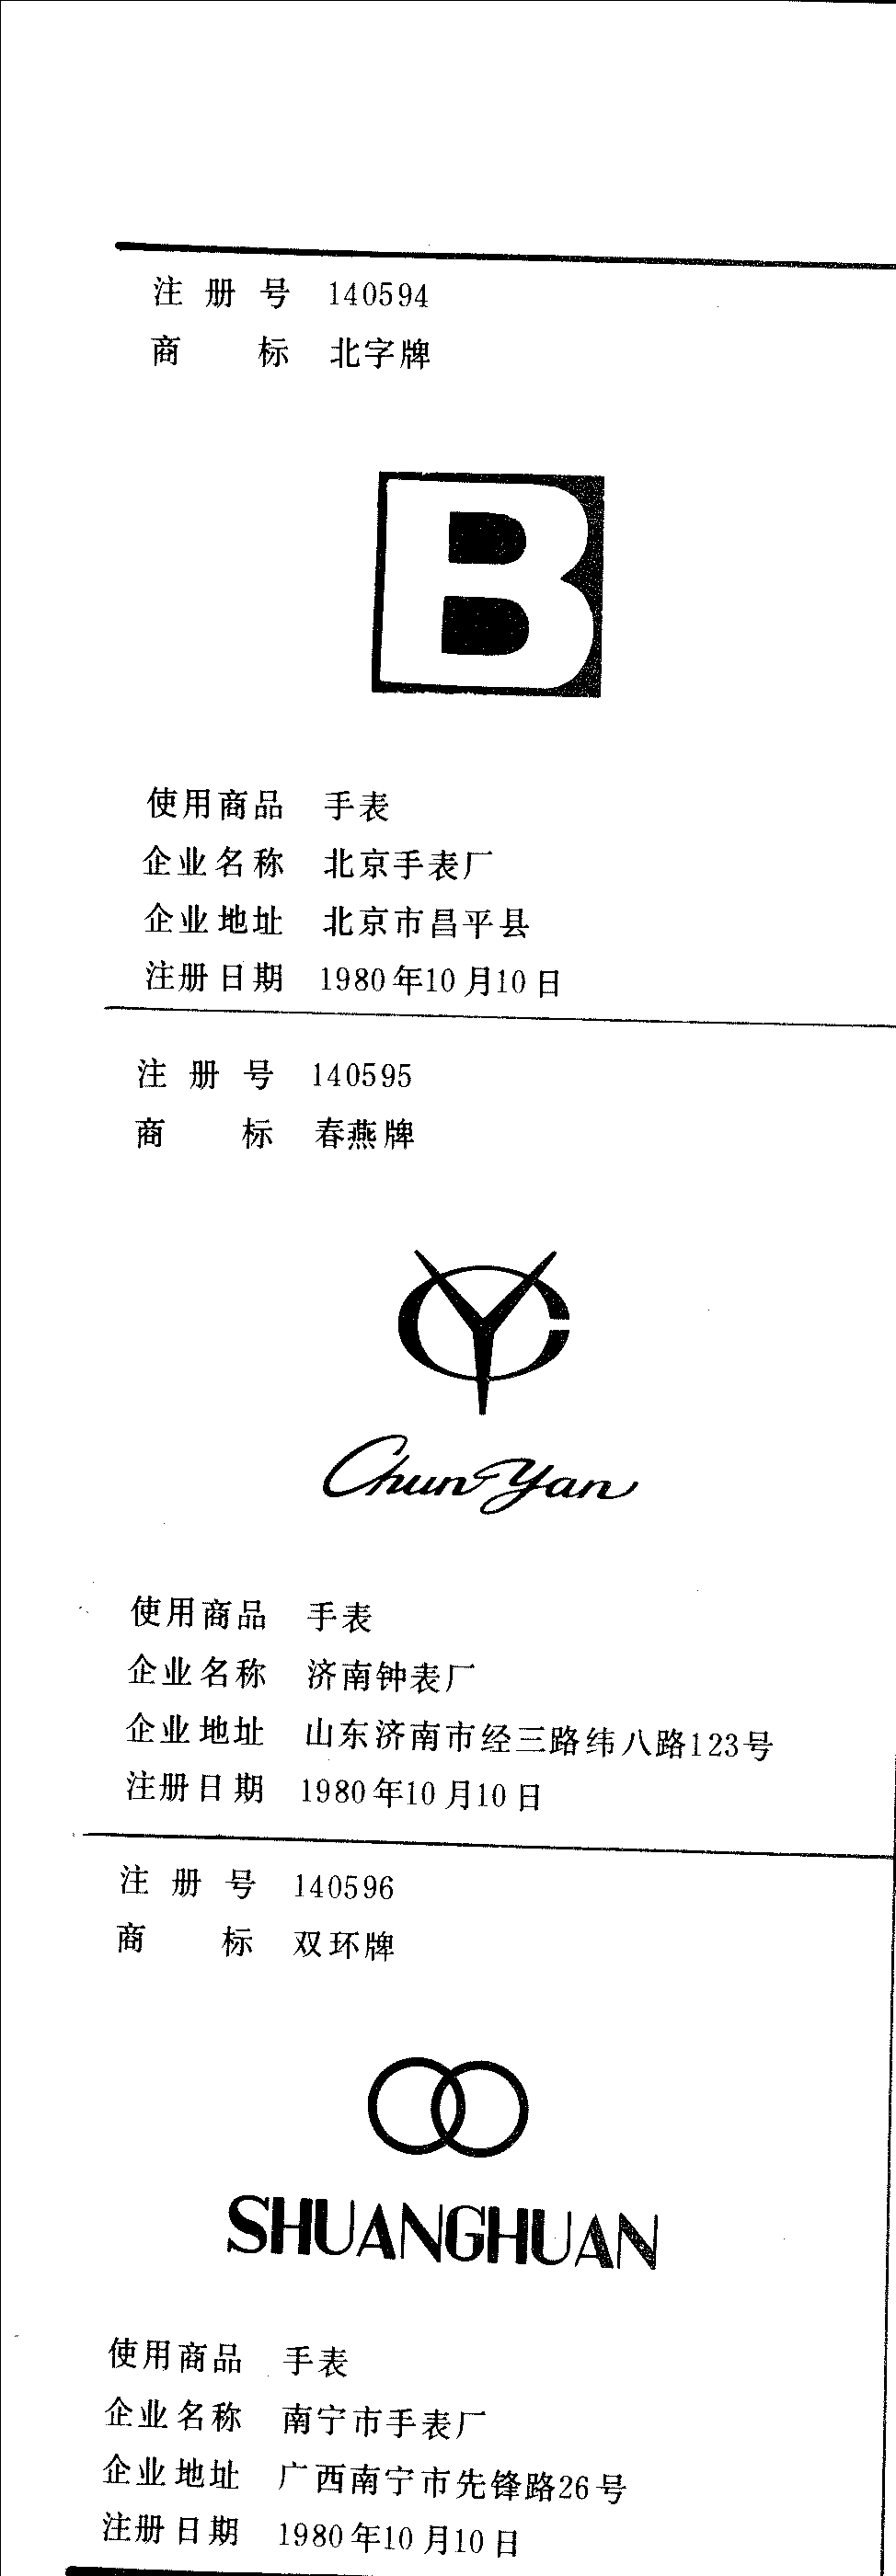 注册号 140594
商标 北字牌
B
使用商品 手表
企业名称 北京手表厂
企业地址 北京市昌平县
注册日期 1980年10月10日
注册号 140595
商标 春燕牌
Chun Yan
使用商品 手表
企业名称 济南钟表厂
企业地址 山东济南市经三路纬八路123号
注册日期 1980年10月10日
注册号 140596
商标 双环牌
SHUANGHUAN
使用商品 手表
企业名称 南宁市手表厂
企业地址 广西南宁市先锋路26号
注册日期 1980年10月10日